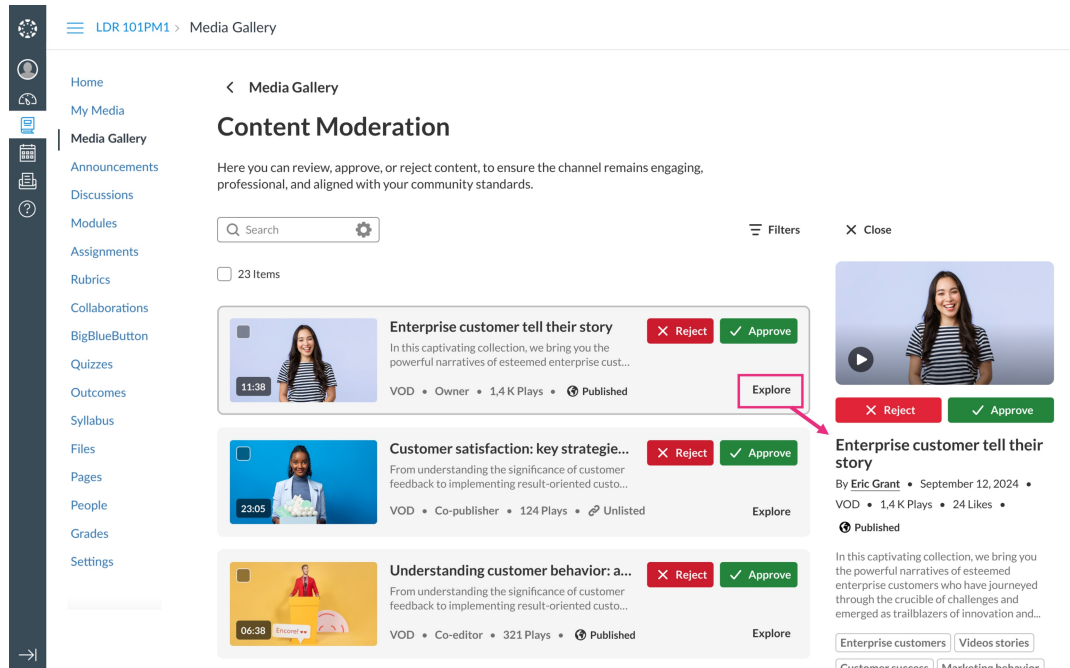 LDR 101PM1 > Media Gallery
Home
My Media
Media Gallery
Announcements
Discussions
Modules
Assignments
Rubrics
Collaborations
BigBlueButton
Quizzes
Outcomes
Syllabus
Files
Pages
People
Grades
Settings
Media Gallery
Content Moderation
Here you can review, approve, or reject content, to ensure the channel remains engaging,
professional, and aligned with your community standards.
Search
Filters
23 Items
Enterprise customer tell their story
Reject
Approve
In this captivating collection, we bring you the
powerful narratives of esteemed enterprise cust...
11:38
VOD • Owner • 1,4 K Plays • Published
Explore
Customer satisfaction: key strategie...
Reject
Approve
From understanding the significance of customer
feedback to implementing result-oriented custo...
23:05
VOD • Co-publisher • 124 Plays • Unlisted
Explore
Understanding customer behavior: a...
Reject
Approve
From understanding the significance of customer
feedback to implementing result-oriented custo...
06:38
Encore!
VOD • Co-editor • 321 Plays • Published
Explore
Close
Reject
Approve
Enterprise customer tell their
story
By Eric Grant • September 12, 2024 •
VOD • 1,4 K Plays • 24 Likes •
Published
In this captivating collection, we bring you
the powerful narratives of esteemed
enterprise customers who have journeyed
through the crucible of challenges and
emerged as trailblazers of innovation and...
Enterprise customers
Videos stories
Customer success
Marketing behavior